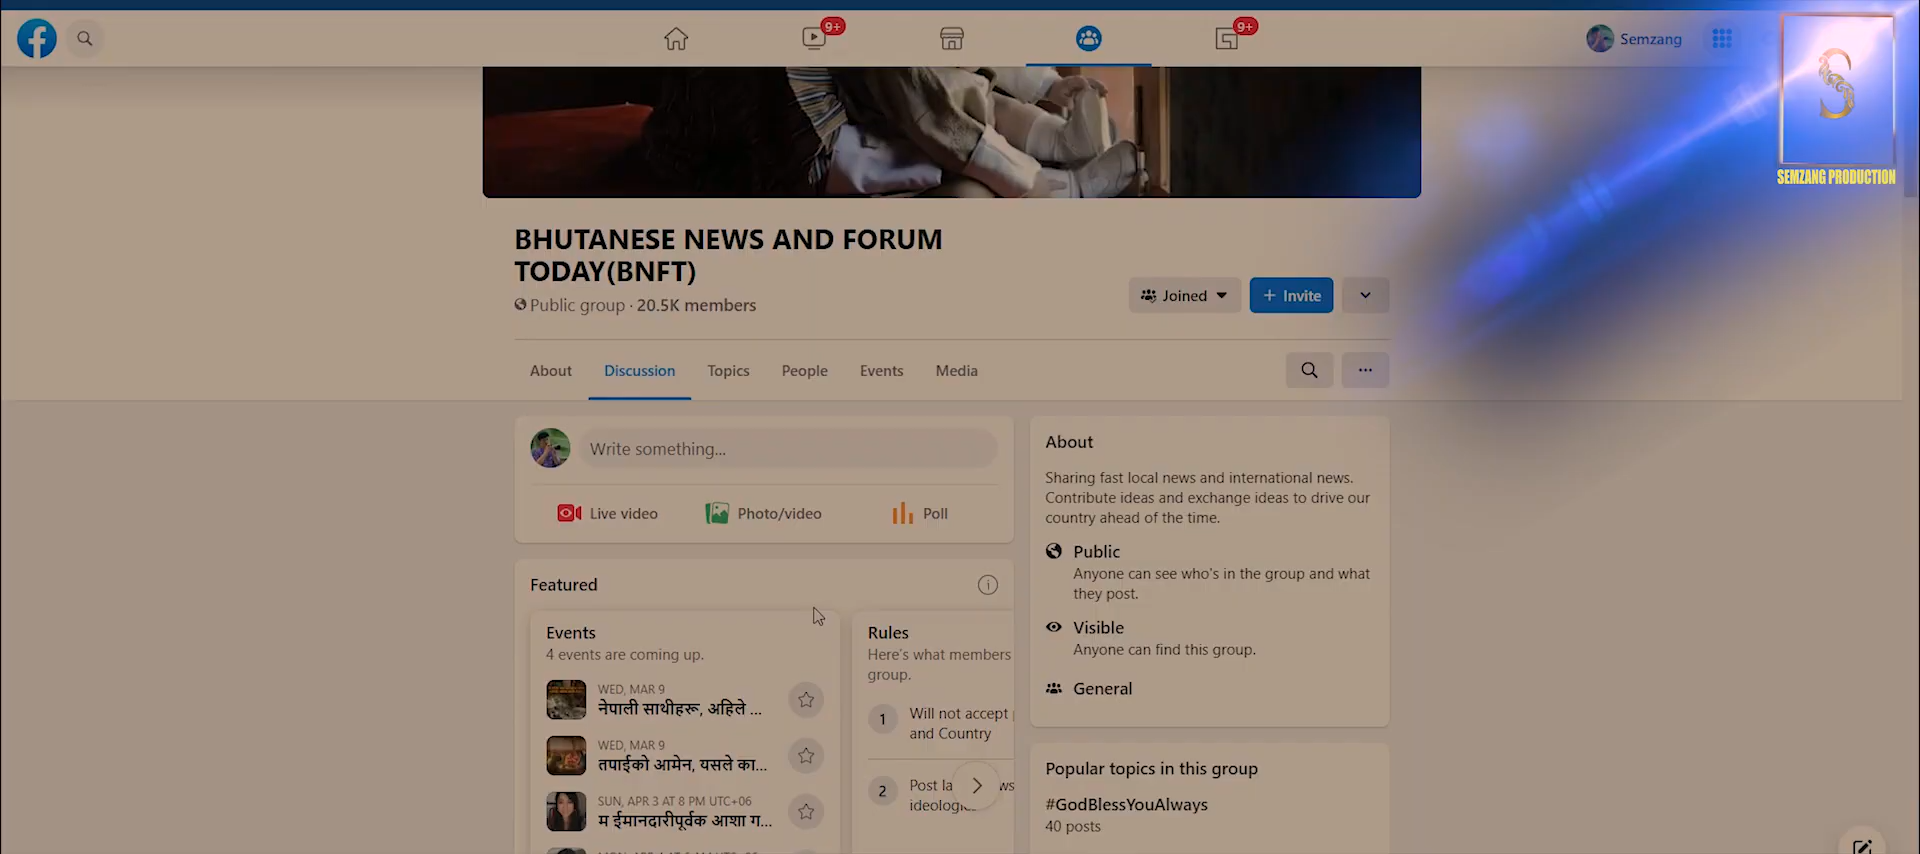 9+
9+
Semzang
S
SEMZANG PRODUCTION
BHUTANESE NEWS AND FORUM
TODAY(BNFT)
Public group · 20.5K members
Joined
+ Invite
About
Discussion
Topics
People
Events
Media
Write something...
Live video
Photo/video
Poll
Featured
Events
4 events are coming up.
WED, MAR 9
नेपाली साथीहरू, अहिले ...
WED, MAR 9
तपाईको आमेन, यसले का...
SUN, APR 3 AT 8 PM UTC+06
म ईमानदारीपूर्वक आशा ग...
Rules
Here's what members
group.
1
Will not accept
and Country
2
Post
About
Sharing fast local news and international news.
Contribute ideas and exchange ideas to drive our
country ahead of the time.
Public
Anyone can see who's in the group and what
they post.
Visible
Anyone can find this group.
General
Popular topics in this group
#GodBlessYouAlways
40 posts